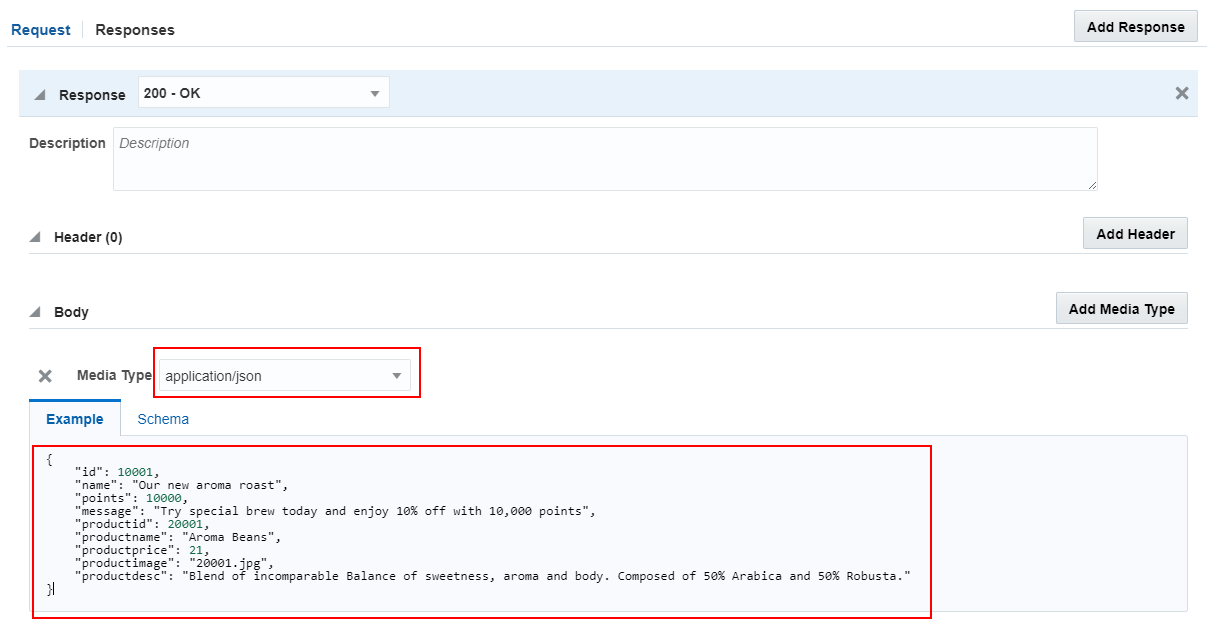 Request Responses Add Response
Response 200 - OK
Description Description
Header (0) Add Header
Body Add Media Type
Media Type application/json
Example Schema
{
    "id": 10001,
    "name": "Our new aroma roast",
    "points": 10000,
    "message": "Try special brew today and enjoy 10% off with 10,000 points",
    "productid": 20001,
    "productname": "Aroma Beans",
    "productprice": 21,
    "productimage": "20001.jpg",
    "productdesc": "Blend of incomparable Balance of sweetness, aroma and body. Composed of 50% Arabica and 50% Robusta."
}